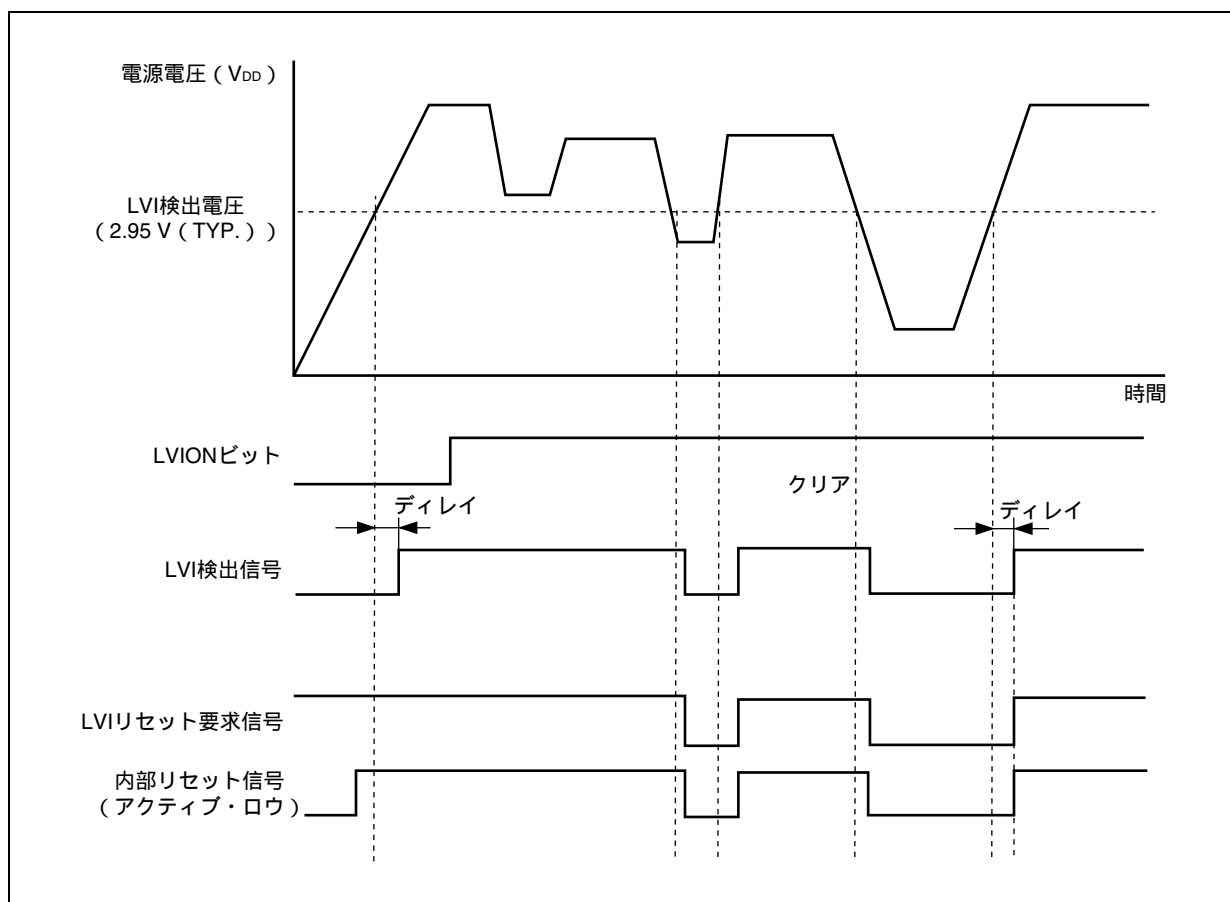 電源電圧（VDD）
LVI検出電圧
（2.95 V（TYP.））
時間
LVIONビット
クリア
ディレイ
ディレイ
LVI検出信号
LVIリセット要求信号
内部リセット信号
（アクティブ・ロウ）